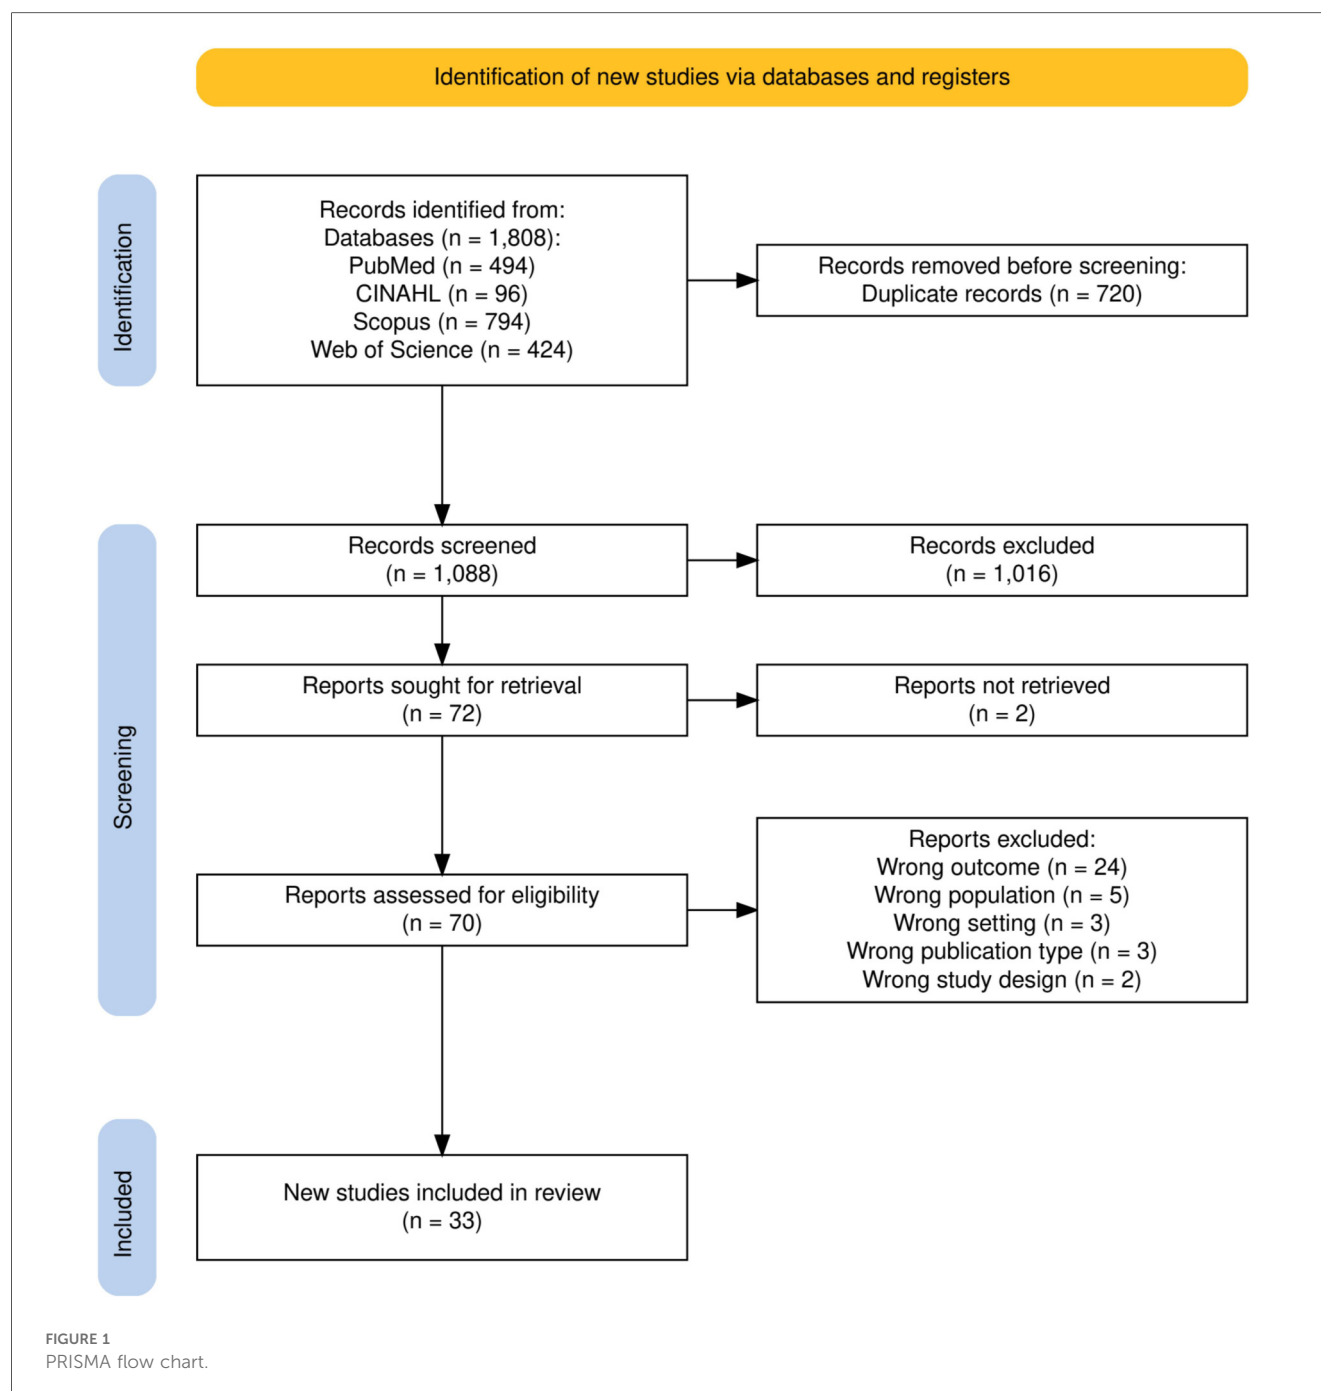 Identification of new studies via databases and registers
Identification
Records identified from:
Databases (n = 1,808):
PubMed (n = 494)
CINAHL (n = 96)
Scopus (n = 794)
Web of Science (n = 424)
Records removed before screening:
Duplicate records (n = 720)
Screening
Records screened
(n = 1,088)
Records excluded
(n = 1,016)
Reports sought for retrieval
(n = 72)
Reports not retrieved
(n = 2)
Reports assessed for eligibility
(n = 70)
Reports excluded:
Wrong outcome (n = 24)
Wrong population (n = 5)
Wrong setting (n = 3)
Wrong publication type (n = 3)
Wrong study design (n = 2)
Included
New studies included in review
(n = 33)
FIGURE 1
PRISMA flow chart.